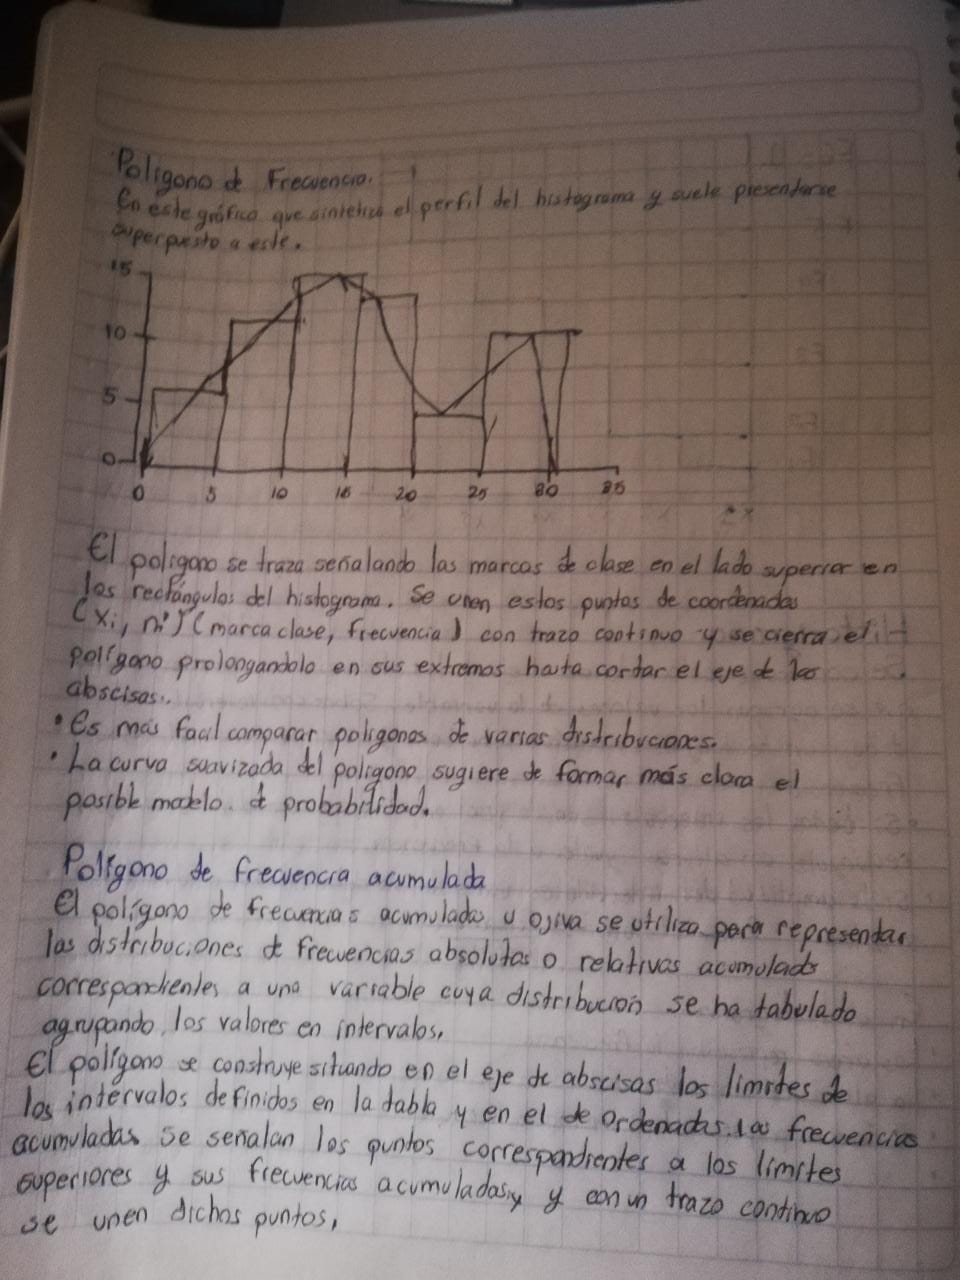 Polígono de Frecuencia.
En este gráfico que sintetiza el perfil del histograma y suele presentarse
superpuesto a este.
15
10
5
0
0 5 10 15 20 25 30 35
El polígono se traza señalando las marcas de clase en el lado superior en
los rectángulos del histograma. Se unen estos puntos de coordenadas
(xi, ni) (marca clase, frecuencia) con trazo continuo y se cierra el
polígono prolongandolo en sus extremos hasta cortar el eje de las
abscisas.
• Es más facil comparar poligonos de varias distribuciones.
• La curva suavizada del poligono sugiere de formar más clara el
posible modelo. de probabilidad.
Polígono de frecuencia acumulada
El polígono de frecuencias acumuladas u ojiva se utiliza para representar
las distribuciones de frecuencias absolutas o relativas acumulads
correspondientes a una variable cuya distribución se ha tabulado
agrupando los valores en intervalos,
El polígono se construye situando en el eje de abscisas los limites de
los intervalos definidos en la tabla y en el de ordenadas. las frecuencias
acumuladas se señalan los puntos correspondientes a los límites
superiores y sus frecuencias acumuladas, y con un trazo continuo
se unen dichos puntos,